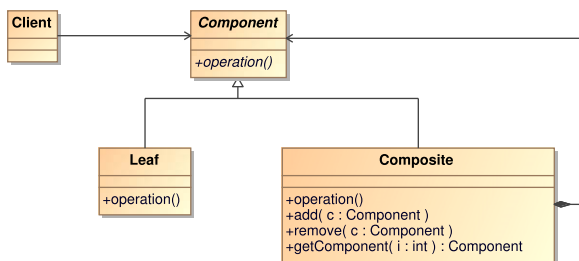 Client
Component
+operation()
Leaf
+operation()
Composite
+operation()
+add( c : Component )
+remove( c : Component )
+getComponent( i : int ) : Component